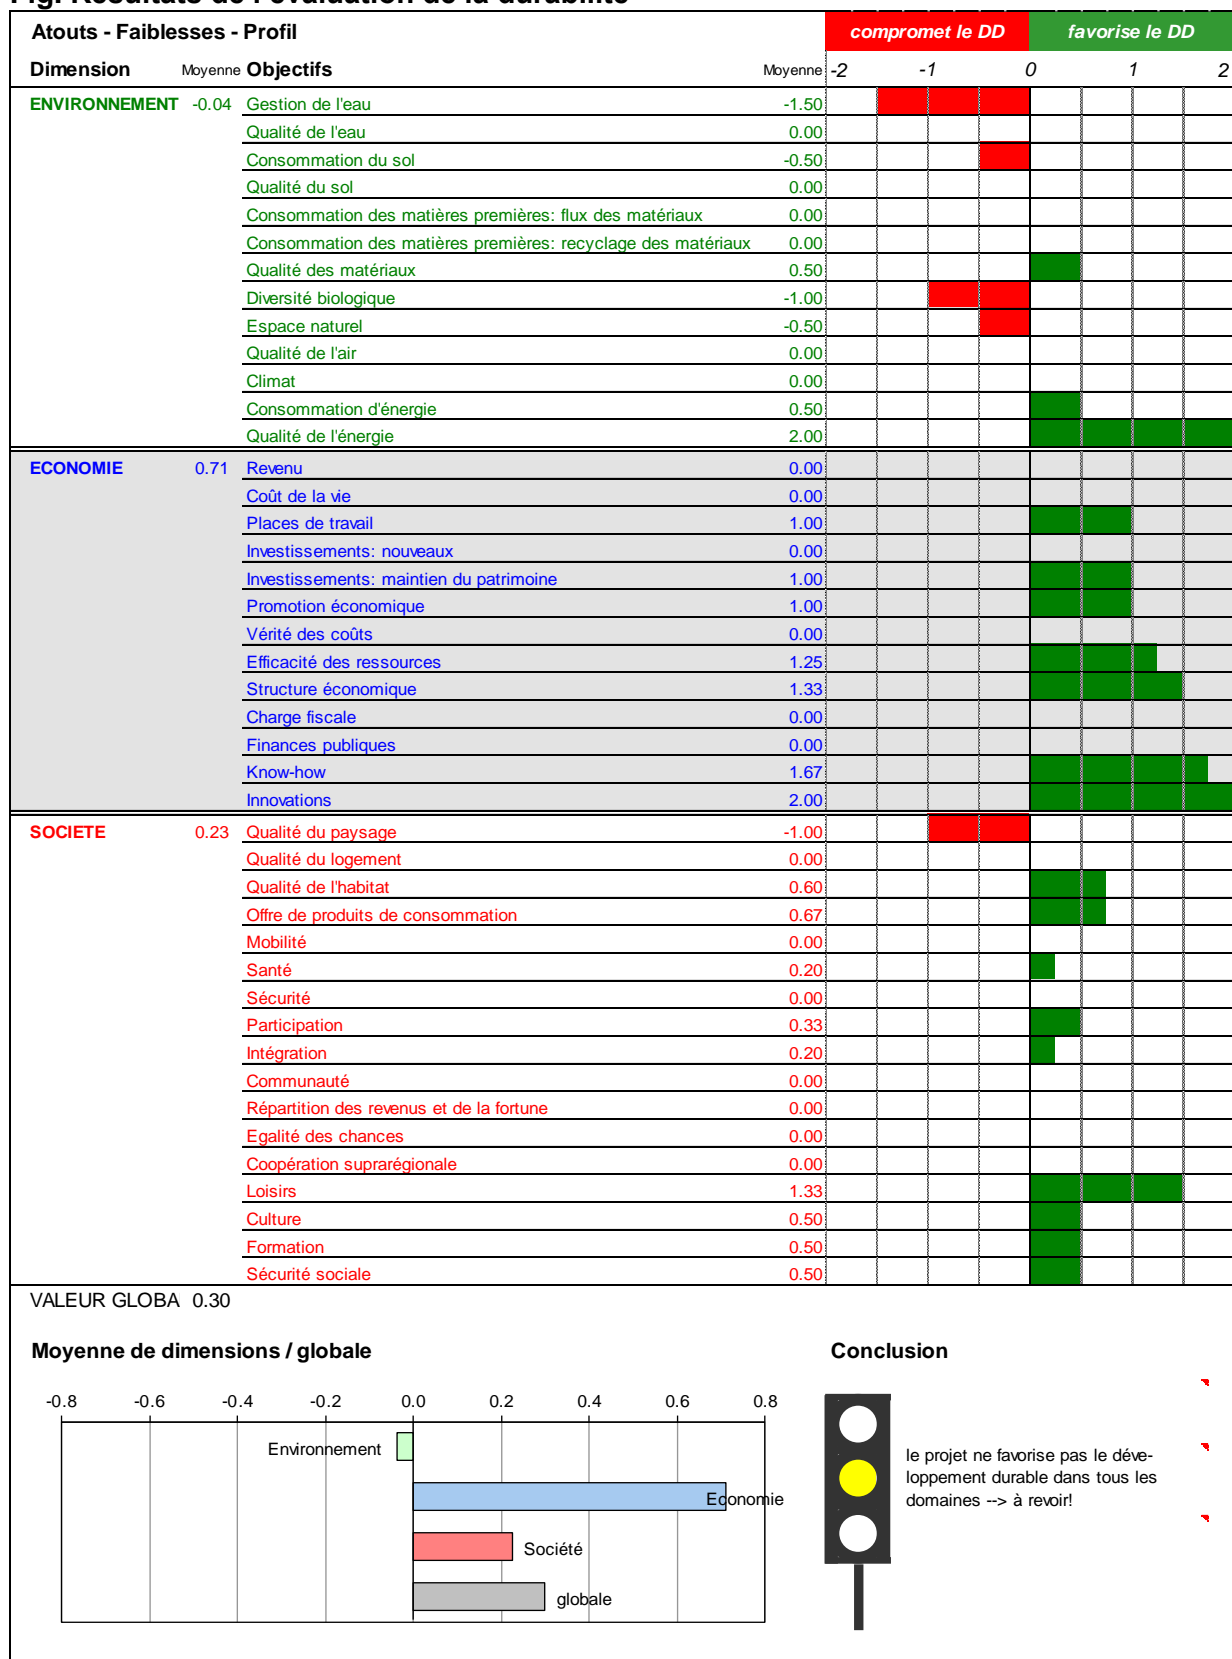 Fig. Résultats de l'évaluation de la durabilité
Atouts - Faiblesses - Profil compromet le DD favorise le DD
Dimension Moyenne Objectifs Moyenne -2 -1 0 1 2
ENVIRONNEMENT -0.04 Gestion de l'eau -1.50
Qualité de l'eau 0.00
Consommation du sol -0.50
Qualité du sol 0.00
Consommation des matières premières: flux des matériaux 0.00
Consommation des matières premières: recyclage des matériaux 0.00
Qualité des matériaux 0.50
Diversité biologique -1.00
Espace naturel -0.50
Qualité de l'air 0.00
Climat 0.00
Consommation d'énergie 0.50
Qualité de l'énergie 2.00
ECONOMIE 0.71 Revenu 0.00
Coût de la vie 0.00
Places de travail 1.00
Investissements: nouveaux 0.00
Investissements: maintien du patrimoine 1.00
Promotion économique 1.00
Vérité des coûts 0.00
Efficacité des ressources 1.25
Structure économique 1.33
Charge fiscale 0.00
Finances publiques 0.00
Know-how 1.67
Innovations 2.00
SOCIETE 0.23 Qualité du paysage -1.00
Qualité du logement 0.00
Qualité de l'habitat 0.60
Offre de produits de consommation 0.67
Mobilité 0.00
Santé 0.20
Sécurité 0.00
Participation 0.33
Intégration 0.20
Communauté 0.00
Répartition des revenus et de la fortune 0.00
Egalité des chances 0.00
Coopération suprarégionale 0.00
Loisirs 1.33
Culture 0.50
Formation 0.50
Sécurité sociale 0.50
VALEUR GLOBA 0.30
Moyenne de dimensions / globale
-0.8 -0.6 -0.4 -0.2 0.0 0.2 0.4 0.6 0.8
Environnement
Economie
Société
globale
Conclusion
le projet ne favorise pas le déve-
loppement durable dans tous les
domaines --> à revoir!